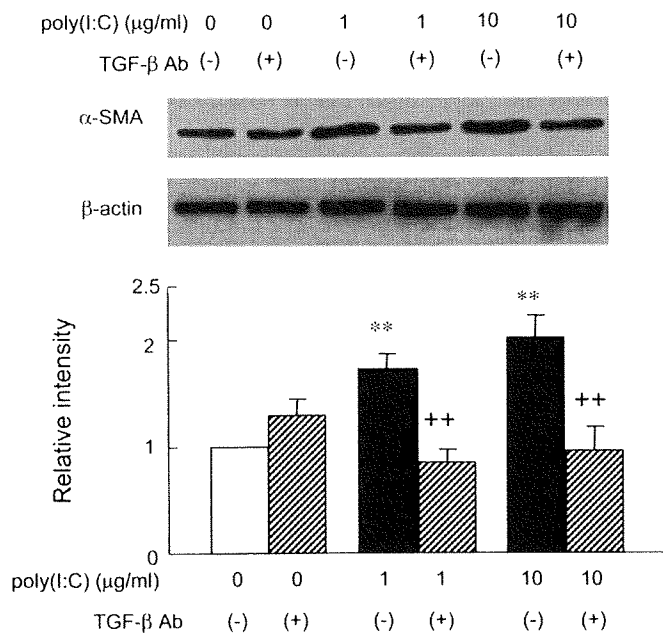 poly(I:C) (μg/ml) 0 0 1 1 10 10
TGF-β Ab (-) (+) (-) (+) (-) (+)
α-SMA
β-actin
2.5
2
1
0
Relative intensity
**
++
**
++
0 0 1 1 10 10
poly(I:C) (μg/ml)
TGF-β Ab (-) (+) (-) (+) (-) (+)